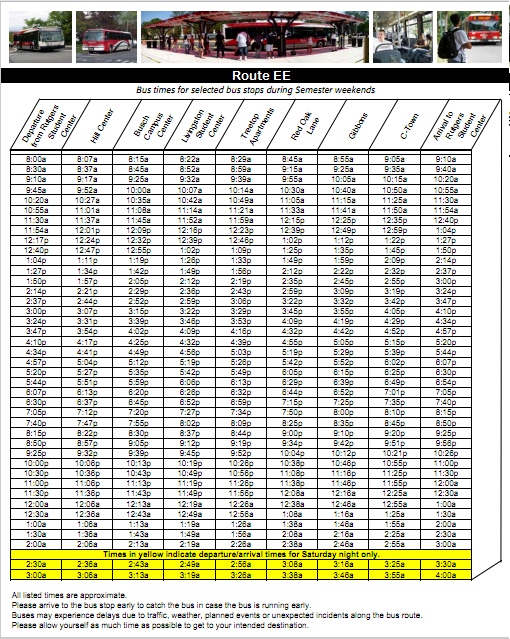 Route EE
Bus times for selected bus stops during Semester weekends
Departure from Rutgers Student Center Hill Center Busch Campus Center Livingston Student Center Treetop Apartments Red Oak Lane Gibbons C-Town Arrival to Rutgers Student Center
8:00a 8:07a 8:15a 8:22a 8:29a 8:45a 8:55a 9:05a 9:10a
8:30a 8:37a 8:45a 8:52a 8:59a 9:15a 9:25a 9:35a 9:40a
9:10a 9:17a 9:25a 9:32a 9:39a 9:55a 10:05a 10:15a 10:20a
9:45a 9:52a 10:00a 10:07a 10:14a 10:30a 10:40a 10:50a 10:55a
10:20a 10:27a 10:35a 10:42a 10:49a 11:05a 11:15a 11:25a 11:30a
10:55a 11:01a 11:08a 11:14a 11:21a 11:33a 11:41a 11:50a 11:54a
11:30a 11:37a 11:45a 11:52a 11:59a 12:15p 12:25p 12:35p 12:40p
11:54a 12:01p 12:09p 12:16p 12:23p 12:39p 12:49p 12:59p 1:04p
12:17p 12:24p 12:32p 12:39p 12:46p 1:02p 1:12p 1:22p 1:27p
12:40p 12:47p 12:55p 1:02p 1:09p 1:25p 1:35p 1:45p 1:50p
1:04p 1:11p 1:19p 1:26p 1:33p 1:49p 1:59p 2:09p 2:14p
1:27p 1:34p 1:42p 1:49p 1:56p 2:12p 2:22p 2:32p 2:37p
1:50p 1:57p 2:05p 2:12p 2:19p 2:35p 2:45p 2:55p 3:00p
2:14p 2:21p 2:29p 2:36p 2:43p 2:59p 3:09p 3:19p 3:24p
2:37p 2:44p 2:52p 2:59p 3:06p 3:22p 3:32p 3:42p 3:47p
3:00p 3:07p 3:15p 3:22p 3:29p 3:45p 3:55p 4:05p 4:10p
3:24p 3:31p 3:39p 3:46p 3:53p 4:09p 4:19p 4:29p 4:34p
3:47p 3:54p 4:02p 4:09p 4:16p 4:32p 4:42p 4:52p 4:57p
4:10p 4:17p 4:25p 4:32p 4:39p 4:55p 5:05p 5:15p 5:20p
4:34p 4:41p 4:49p 4:56p 5:03p 5:19p 5:29p 5:39p 5:44p
4:57p 5:04p 5:12p 5:19p 5:26p 5:42p 5:52p 6:02p 6:07p
5:20p 5:27p 5:35p 5:42p 5:49p 6:05p 6:15p 6:25p 6:30p
5:44p 5:51p 5:59p 6:06p 6:13p 6:29p 6:39p 6:49p 6:54p
6:07p 6:13p 6:20p 6:26p 6:32p 6:44p 6:52p 7:01p 7:05p
6:30p 6:37p 6:45p 6:52p 6:59p 7:15p 7:25p 7:35p 7:40p
7:05p 7:12p 7:20p 7:27p 7:34p 7:50p 8:00p 8:10p 8:15p
7:40p 7:47p 7:55p 8:02p 8:09p 8:25p 8:35p 8:45p 8:50p
8:15p 8:22p 8:30p 8:37p 8:44p 9:00p 9:10p 9:20p 9:25p
8:50p 8:57p 9:05p 9:12p 9:19p 9:34p 9:42p 9:51p 9:56p
9:25p 9:32p 9:39p 9:45p 9:52p 10:04p 10:12p 10:21p 10:26p
10:00p 10:06p 10:13p 10:19p 10:26p 10:38p 10:46p 10:55p 11:00p
10:30p 10:36p 10:43p 10:49p 10:56p 11:08p 11:16p 11:25p 11:30p
11:00p 11:06p 11:13p 11:19p 11:26p 11:38p 11:46p 11:55p 12:00a
11:30p 11:36p 11:43p 11:49p 11:56p 12:08a 12:16a 12:25a 12:30a
12:00a 12:06a 12:13a 12:19a 12:26a 12:38a 12:46a 12:55a 1:00a
12:30a 12:36a 12:43a 12:49a 12:56a 1:08a 1:16a 1:25a 1:30a
1:00a 1:06a 1:13a 1:19a 1:26a 1:38a 1:46a 1:55a 2:00a
1:30a 1:36a 1:43a 1:49a 1:56a 2:08a 2:16a 2:25a 2:30a
2:00a 2:06a 2:13a 2:19a 2:26a 2:38a 2:46a 2:55a 3:00a
Times in yellow indicate departure/arrival times for Saturday night only.
2:30a 2:36a 2:43a 2:49a 2:56a 3:08a 3:16a 3:25a 3:30a
3:00a 3:06a 3:13a 3:19a 3:26a 3:38a 3:46a 3:55a 4:00a
All listed times are approximate.
Please arrive to the bus stop early to catch the bus in case the bus is running early.
Buses may experience delays due to traffic, weather, planned events or unexpected incidents along the bus route.
Please allow yourself as much time as possible to get to your intended destination.